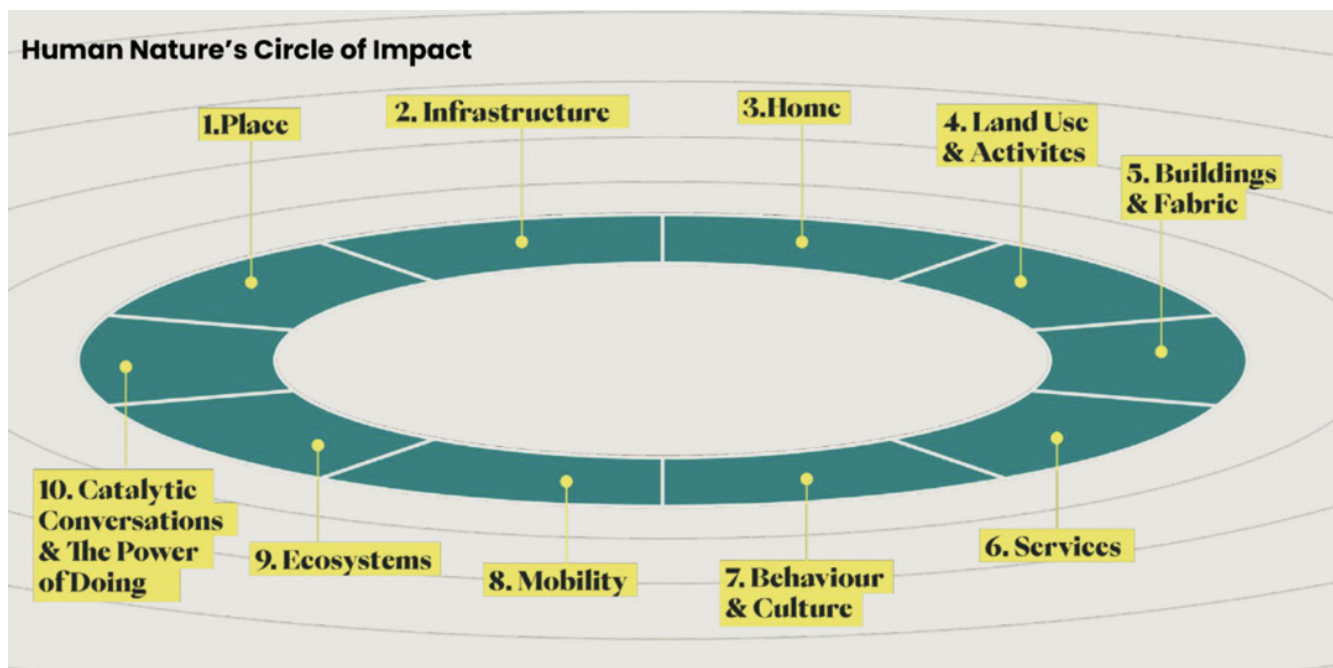 Human Nature's Circle of Impact
1.Place
2. Infrastructure
3.Home
4. Land Use
& Activites
5. Buildings
& Fabric
6. Services
7. Behaviour
& Culture
8. Mobility
9. Ecosystems
10. Catalytic
Conversations
& The Power
of Doing